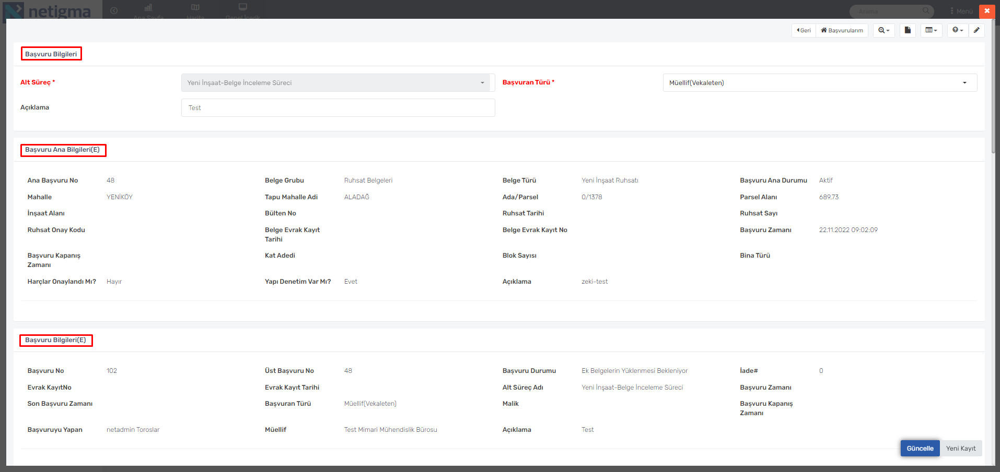 netigma
Ana Sayfa
Harita
Genel İçerik
Arama
Menü
Geri
Başvurularım
Başvuru Bilgileri
Alt Süreç *
Yeni İnşaat-Belge İnceleme Süreci
Başvuran Türü *
Müellif(Vekaleten)
Açıklama
Test
Başvuru Ana Bilgileri(E)
Ana Başvuru No 48 Belge Grubu Ruhsat Belgeleri Belge Türü Yeni İnşaat Ruhsatı Başvuru Ana Durumu Aktif
Mahalle YENİKÖY Tapu Mahalle Adi ALADAĞ Ada/Parsel 0/1378 Parsel Alanı 689.73
İnşaat Alanı Bülten No Ruhsat Tarihi Ruhsat Sayı
Ruhsat Onay Kodu Belge Evrak Kayıt Belge Evrak Kayıt No Başvuru Zamanı 22.11.2022 09:02:09
Tarihi
Başvuru Kapanış Kat Adedi Blok Sayısı Bina Türü
Zamanı
Harçlar Onaylandı Mı? Hayır Yapı Denetim Var Mı? Evet Açıklama zeki-test
Başvuru Bilgileri(E)
Başvuru No 102 Üst Başvuru No 48 Başvuru Durumu Ek Belgelerin Yüklenmesi Bekleniyor İade# 0
Evrak KayıtNo Evrak Kayıt Tarihi Alt Süreç Adı Yeni İnşaat-Belge İnceleme Süreci Başvuru Zamanı
Son Başvuru Zamanı Başvuran Türü Müellif(Vekaleten) Malik Başvuru Kapanış
Zamanı
Başvuruyu Yapan netadmin Toroslar Müellif Test Mimari Mühendislik Bürosu Açıklama Test
Güncelle
Yeni Kayıt